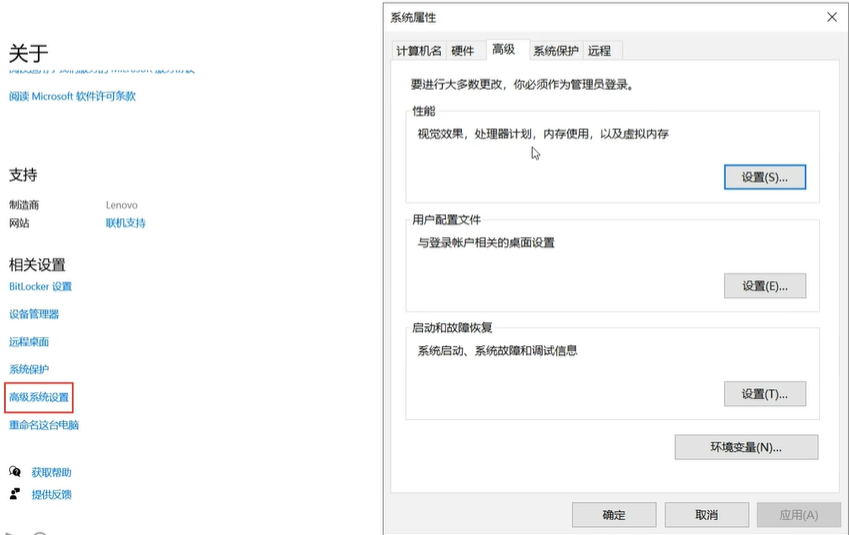 关于
阅读 Microsoft 软件许可条款
支持
制造商 Lenovo
网站 联机支持
相关设置
BitLocker 设置
设备管理器
远程桌面
系统保护
高级系统设置
重命名这台电脑
获取帮助
提供反馈
系统属性
计算机名 硬件 高级 系统保护 远程
要进行大多数更改，你必须作为管理员登录。
性能
视觉效果，处理器计划，内存使用，以及虚拟内存
设置(S)...
用户配置文件
与登录帐户相关的桌面设置
设置(E)...
启动和故障恢复
系统启动、系统故障和调试信息
设置(T)...
环境变量(N)...
确定 取消 应用(A)